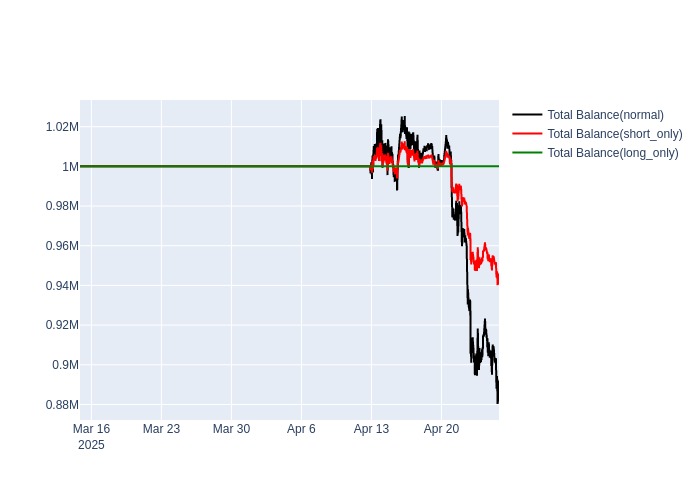 Total Balance(normal)
Total Balance(short_only)
Total Balance(long_only)
1.02M
1M
0.98M
0.96M
0.94M
0.92M
0.9M
0.88M
Mar 16 Mar 23 Mar 30 Apr 6 Apr 13 Apr 20
2025